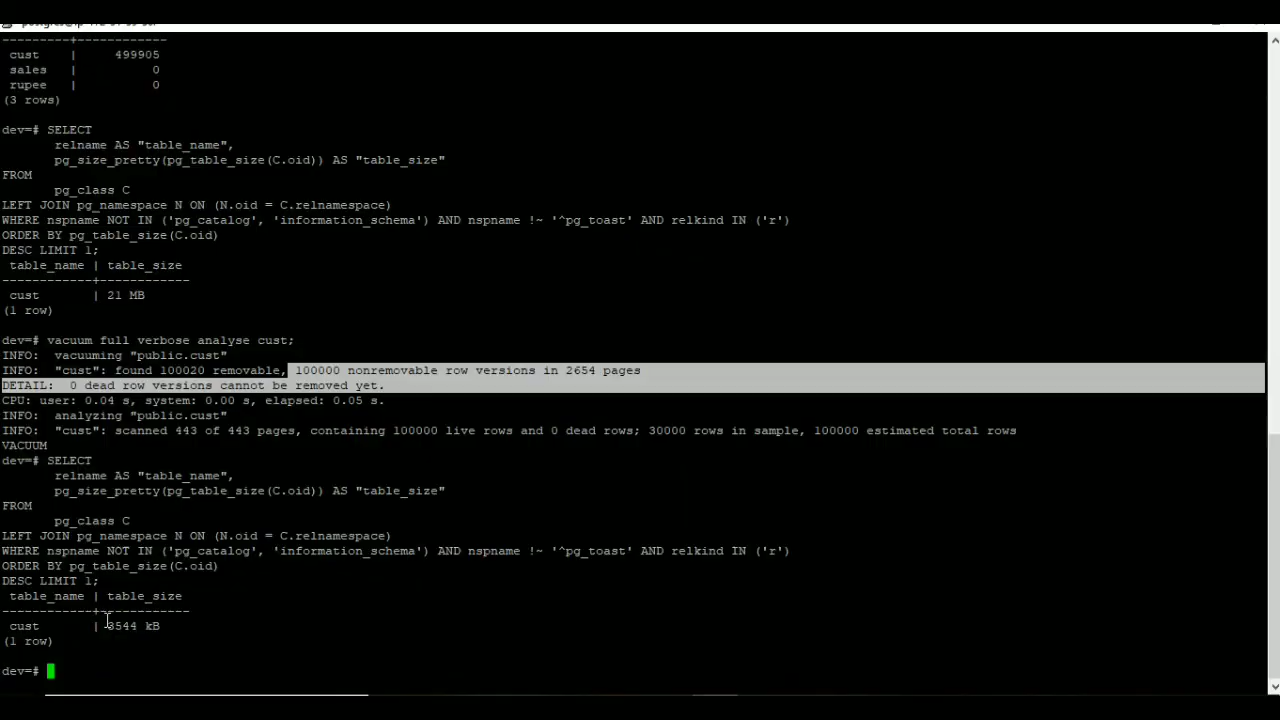 ---------+------------
cust | 499905
sales | 0
rupee | 0
(3 rows)
dev=# SELECT
relname AS "table_name",
pg_size_pretty(pg_table_size(C.oid)) AS "table_size"
FROM
pg_class C
LEFT JOIN pg_namespace N ON (N.oid = C.relnamespace)
WHERE nspname NOT IN ('pg_catalog', 'information_schema') AND nspname !~ '^pg_toast' AND relkind IN ('r')
ORDER BY pg_table_size(C.oid)
DESC LIMIT 1;
table_name | table_size
------------+------------
cust | 21 MB
(1 row)
dev=# vacuum full verbose analyse cust;
INFO: vacuuming "public.cust"
INFO: "cust": found 100020 removable, 100000 nonremovable row versions in 2654 pages
DETAIL: 0 dead row versions cannot be removed yet.
CPU: user: 0.04 s, system: 0.00 s, elapsed: 0.05 s.
INFO: analyzing "public.cust"
INFO: "cust": scanned 443 of 443 pages, containing 100000 live rows and 0 dead rows; 30000 rows in sample, 100000 estimated total rows
VACUUM
dev=# SELECT
relname AS "table_name",
pg_size_pretty(pg_table_size(C.oid)) AS "table_size"
FROM
pg_class C
LEFT JOIN pg_namespace N ON (N.oid = C.relnamespace)
WHERE nspname NOT IN ('pg_catalog', 'information_schema') AND nspname !~ '^pg_toast' AND relkind IN ('r')
ORDER BY pg_table_size(C.oid)
DESC LIMIT 1;
table_name | table_size
------------+------------
cust | 3544 kB
(1 row)
dev=#